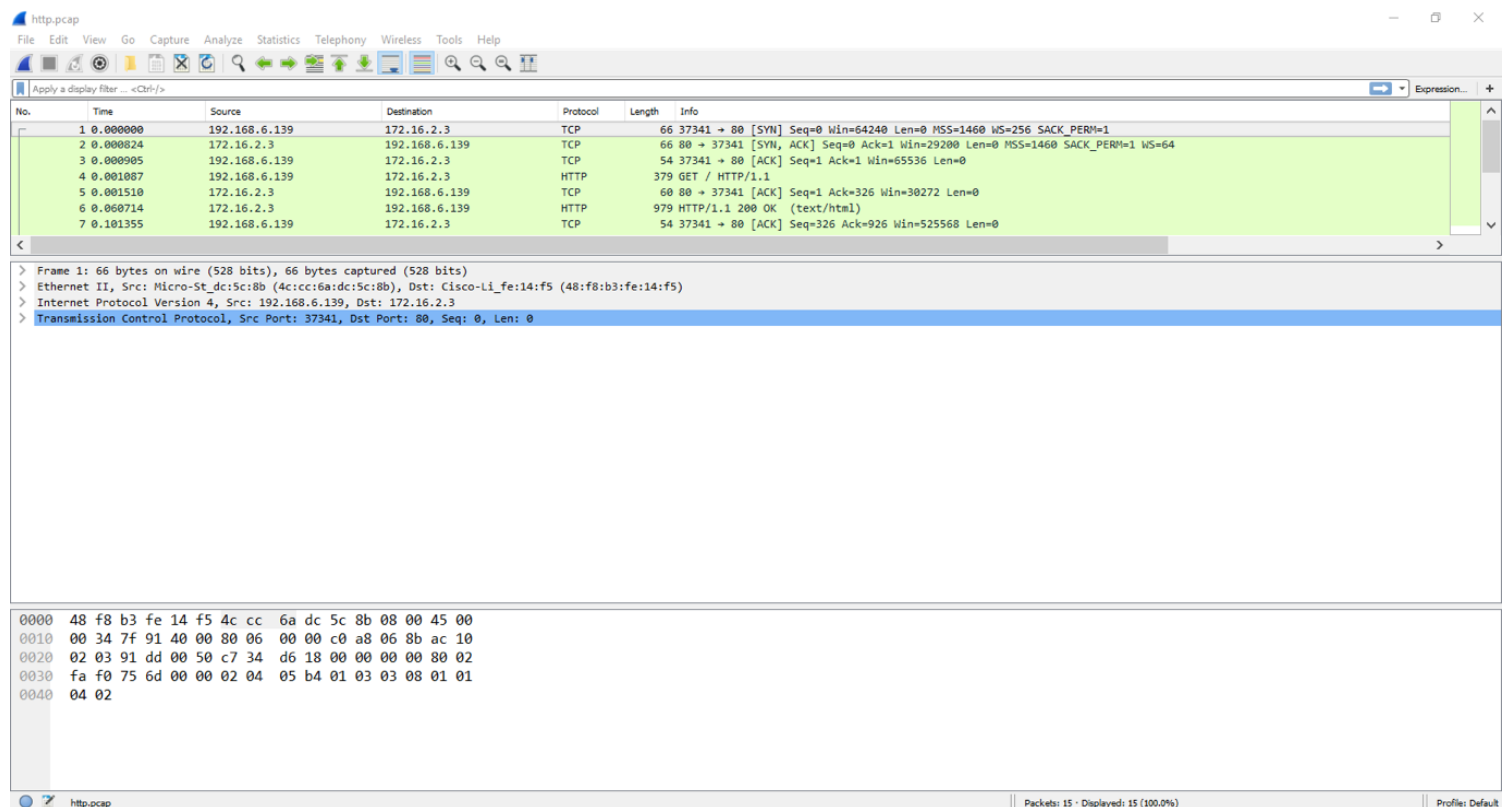 http.pcap
File Edit View Go Capture Analyze Statistics Telephony Wireless Tools Help
Apply a display filter ... <Ctrl-/> Expression... +
No. Time Source Destination Protocol Length Info
1 0.000000 192.168.6.139 172.16.2.3 TCP 66 37341 → 80 [SYN] Seq=0 Win=64240 Len=0 MSS=1460 WS=256 SACK_PERM=1
2 0.000824 172.16.2.3 192.168.6.139 TCP 66 80 → 37341 [SYN, ACK] Seq=0 Ack=1 Win=29200 Len=0 MSS=1460 SACK_PERM=1 WS=64
3 0.000905 192.168.6.139 172.16.2.3 TCP 54 37341 → 80 [ACK] Seq=1 Ack=1 Win=65536 Len=0
4 0.001087 192.168.6.139 172.16.2.3 HTTP 379 GET / HTTP/1.1
5 0.001510 172.16.2.3 192.168.6.139 TCP 60 80 → 37341 [ACK] Seq=1 Ack=326 Win=30272 Len=0
6 0.060714 172.16.2.3 192.168.6.139 HTTP 979 HTTP/1.1 200 OK (text/html)
7 0.101355 192.168.6.139 172.16.2.3 TCP 54 37341 → 80 [ACK] Seq=326 Ack=926 Win=525568 Len=0
Frame 1: 66 bytes on wire (528 bits), 66 bytes captured (528 bits)
Ethernet II, Src: Micro-St_dc:5c:8b (4c:cc:6a:dc:5c:8b), Dst: Cisco-Li_fe:14:f5 (48:f8:b3:fe:14:f5)
Internet Protocol Version 4, Src: 192.168.6.139, Dst: 172.16.2.3
Transmission Control Protocol, Src Port: 37341, Dst Port: 80, Seq: 0, Len: 0
0000 48 f8 b3 fe 14 f5 4c cc 6a dc 5c 8b 08 00 45 00
0010 00 34 7f 91 40 00 80 06 00 00 c0 a8 06 8b ac 10
0020 02 03 91 dd 00 50 c7 34 d6 18 00 00 00 00 80 02
0030 fa f0 75 6d 00 00 02 04 05 b4 01 03 03 08 01 01
0040 04 02
http.pcap Packets: 15 · Displayed: 15 (100.0%) Profile: Default